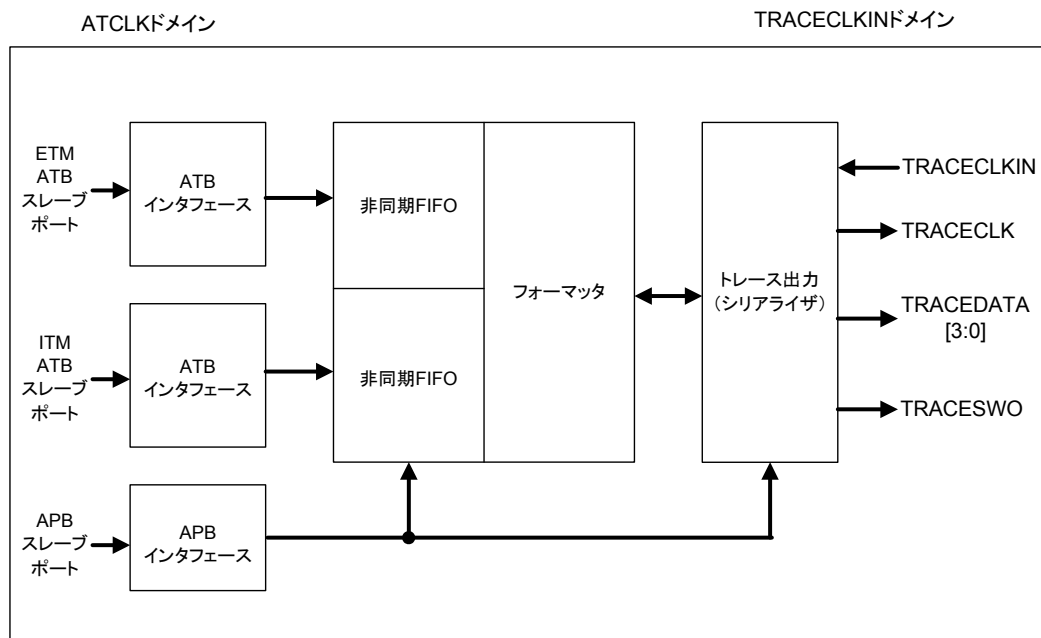 ATCLKドメイン
TRACECLKINドメイン
ETM
ATB
スレーブ
ポート
ATB
インタフェース
非同期FIFO
フォーマッタ
トレース出力
(シリアライザ)
TRACECLKIN
TRACECLK
TRACEDATA
[3:0]
TRACESWO
ITM
ATB
スレーブ
ポート
ATB
インタフェース
非同期FIFO
APB
スレーブ
ポート
APB
インタフェース